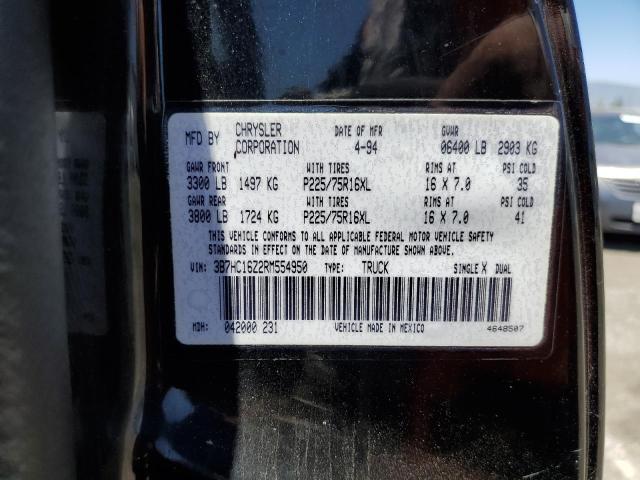 MFD BY CHRYSLER CORPORATION DATE OF MFR 4-94 GVWR 06400 LB 2903 KG
GAWR FRONT WITH TIRES RIMS AT PSI COLD
3300 LB 1497 KG P225/75R16XL 16 X 7.0 35
GAWR REAR WITH TIRES RIMS AT PSI COLD
3800 LB 1724 KG P225/75R16XL 16 X 7.0 41
THIS VEHICLE CONFORMS TO ALL APPLICABLE FEDERAL MOTOR VEHICLE SAFETY
STANDARDS IN EFFECT ON THE DATE OF MANUFACTURE SHOWN ABOVE.
VIN: 3B7HC16Z2RM554950 TYPE: TRUCK SINGLE X DUAL
MDH: 042000 231 VEHICLE MADE IN MEXICO 4648507